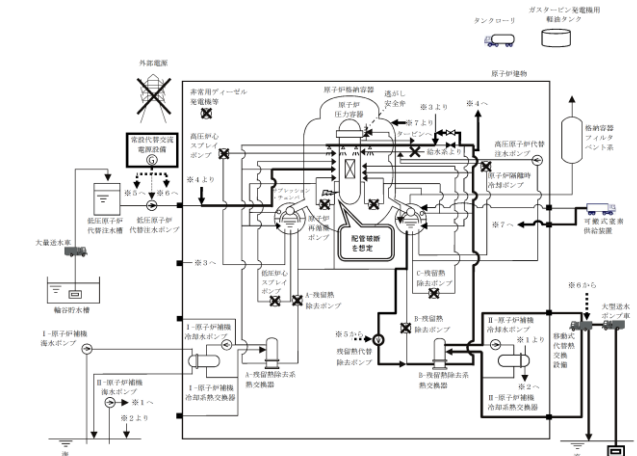 ガスタービン発電機用
軽油タンク
タンクローリ
外部電源
原子炉建物
非常用ディーゼル
発電機等
原子炉格納容器
逃がし
安全弁
原子炉
圧力容器
※3より
※4へ
※7より
タービンへ
給水系より
格納容器
フィルタ
ベント系
常設代替交流
電源設備
G
高圧炉心
スプレイ
ポンプ
高圧原子炉代替
注水ポンプ
※5へ
※6へ
※4より
原子炉隔離時
冷却ポンプ
サプレッション
チェンバ
低圧原子炉
代替注水槽
低圧原子炉
代替注水ポンプ
原子炉
再循環
ポンプ
※7へ
可動式窒素
供給装置
大量送水車
配管破断
を想定
※3へ
輪谷貯水槽
低圧炉心
スプレイ
ポンプ
A-残留熱
除去ポンプ
C-残留熱
除去ポンプ
※6から
大型送水
ポンプ車
I-原子炉補機
海水ポンプ
I-原子炉補機
冷却水ポンプ
B-残留熱
除去ポンプ
II-原子炉補機
冷却水ポンプ
※5から
残留熱代替
除去ポンプ
※1より
移動式
代替熱
交換
設備
II-原子炉補機
海水ポンプ
※1へ
※2より
I-原子炉補機
冷却系熱交換器
A-残留熱除去系
熱交換器
B-残留熱除去系
熱交換器
※2へ
II-原子炉補機
冷却系熱交換器